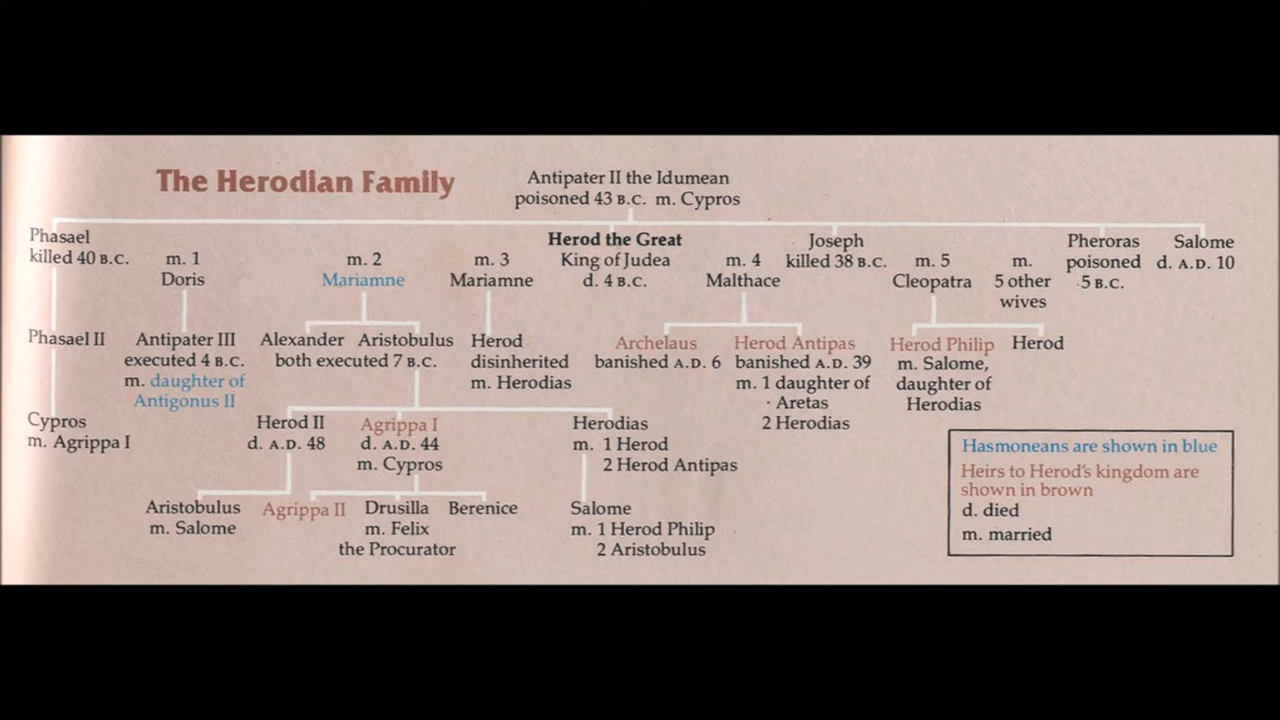 The Herodian Family
Antipater II the Idumean
poisoned 43 B.C. m. Cypros
Phasael
killed 40 B.C.
m. 1
Doris
m. 2
Mariamne
m. 3
Mariamne
Herod the Great
King of Judea
d. 4 B.C.
m. 4
Malthace
Joseph
killed 38 B.C.
m. 5
Cleopatra
m.
5 other
wives
Pheroras
poisoned
5 B.C.
Salome
d. A.D. 10
Phasael II
Antipater III
executed 4 B.C.
m. daughter of
Antigonus II
Alexander Aristobulus
both executed 7 B.C.
Herod
disinherited
m. Herodias
Archelaus
banished A.D. 6
Herod Antipas
banished A.D. 39
m. 1 daughter of
Aretas
2 Herodias
Herod Philip
m. Salome,
daughter of
Herodias
Herod
Cypros
m. Agrippa I
Herod II
d. A.D. 48
Agrippa I
d. A.D. 44
m. Cypros
Herodias
m. 1 Herod
2 Herod Antipas
Aristobulus
m. Salome
Agrippa II
Drusilla
m. Felix
the Procurator
Berenice
Salome
m. 1 Herod Philip
2 Aristobulus
Hasmoneans are shown in blue
Heirs to Herod's kingdom are
shown in brown
d. died
m. married